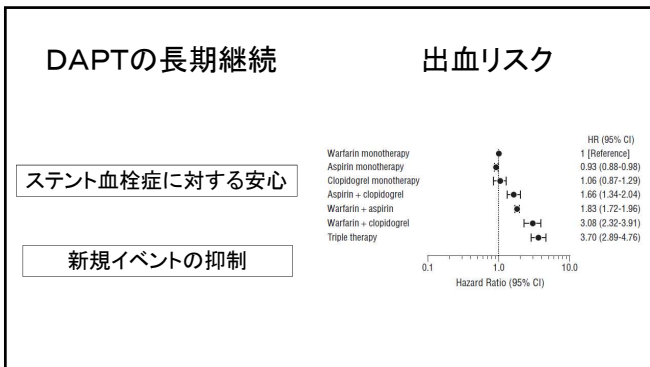 DAPTの長期継続
出血リスク
ステント血栓症に対する安心
新規イベントの抑制
HR (95% CI)
Warfarin monotherapy 1 [Reference]
Aspirin monotherapy 0.93 (0.88-0.98)
Clopidogrel monotherapy 1.06 (0.87-1.29)
Aspirin + clopidogrel 1.66 (1.34-2.04)
Warfarin + aspirin 1.83 (1.72-1.96)
Warfarin + clopidogrel 3.08 (2.32-3.91)
Triple therapy 3.70 (2.89-4.76)
0.1 1.0 10.0
Hazard Ratio (95% CI)